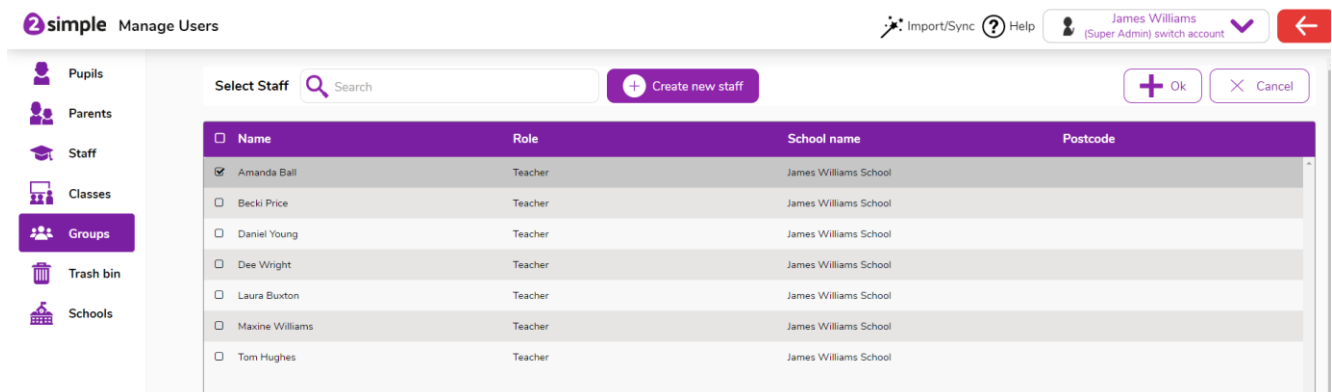 2simple Manage Users Import/Sync ? Help James Williams
(Super Admin) switch account
Pupils
Parents
Staff
Classes
Groups
Trash bin
Schools
Select Staff Search Create new staff Ok Cancel
Name Role School name Postcode
Amanda Ball Teacher James Williams School
Becki Price Teacher James Williams School
Daniel Young Teacher James Williams School
Dee Wright Teacher James Williams School
Laura Buxton Teacher James Williams School
Maxine Williams Teacher James Williams School
Tom Hughes Teacher James Williams School